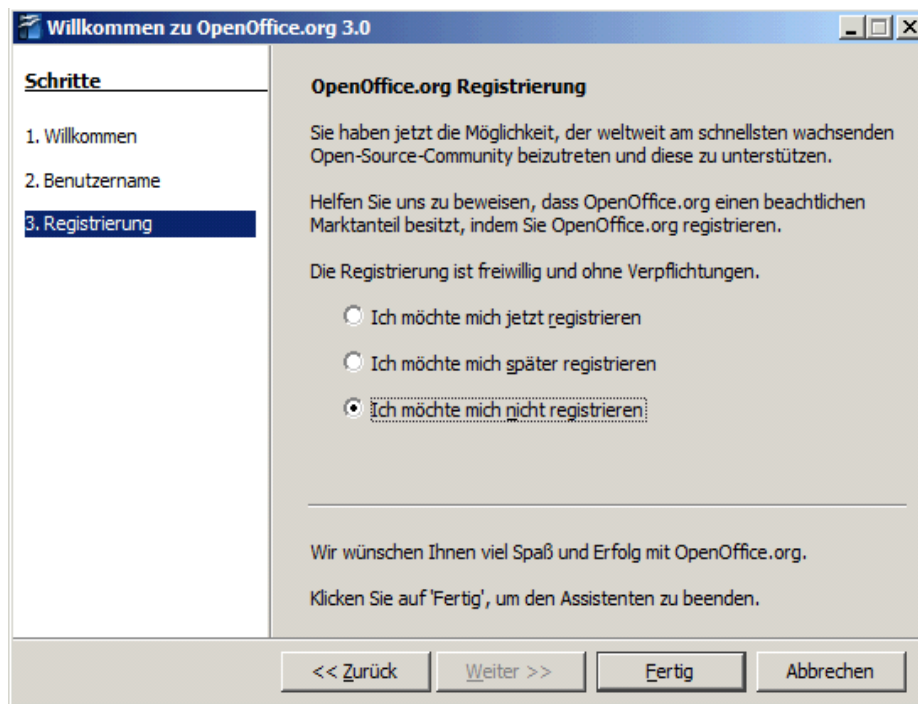 Willkommen zu OpenOffice.org 3.0
Schritte
1. Willkommen
2. Benutzername
3. Registrierung
OpenOffice.org Registrierung
Sie haben jetzt die Möglichkeit, der weltweit am schnellsten wachsenden
Open-Source-Community beizutreten und diese zu unterstützen.
Helfen Sie uns zu beweisen, dass OpenOffice.org einen beachtlichen
Marktanteil besitzt, indem Sie OpenOffice.org registrieren.
Die Registrierung ist freiwillig und ohne Verpflichtungen.
Ich möchte mich jetzt registrieren
Ich möchte mich später registrieren
Ich möchte mich nicht registrieren
Wir wünschen Ihnen viel Spaß und Erfolg mit OpenOffice.org.
Klicken Sie auf 'Fertig', um den Assistenten zu beenden.
<< Zurück
Weiter >>
Fertig
Abbrechen